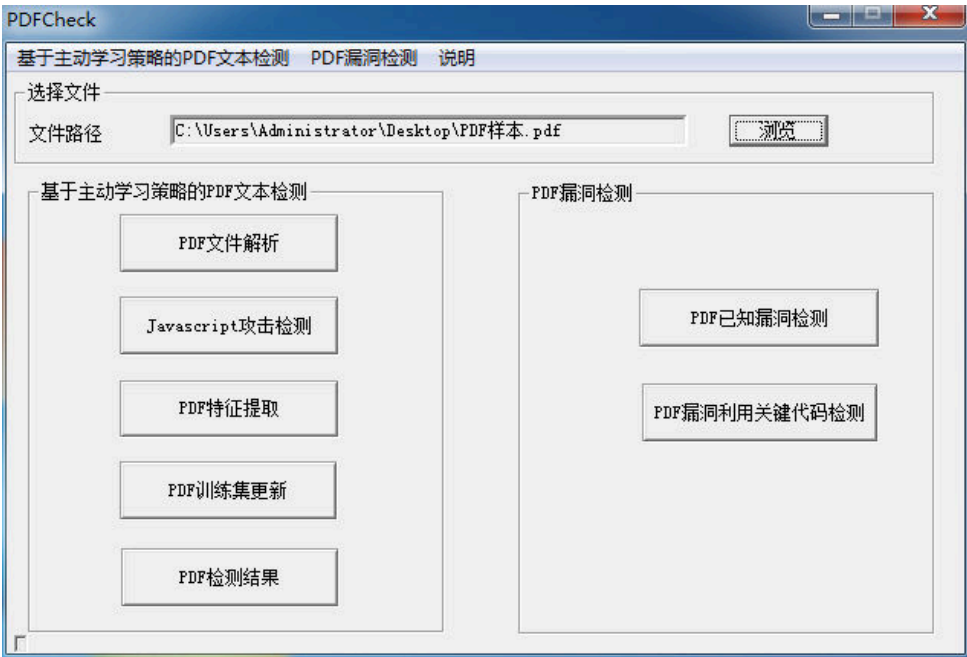 PDFCheck
基于主动学习策略的PDF文本检测 PDF漏洞检测 说明
选择文件
文件路径 C:\Users\Administrator\Desktop\PDF样本.pdf 浏览
基于主动学习策略的PDF文本检测
PDF文件解析
Javascript攻击检测
PDF特征提取
PDF训练集更新
PDF检测结果
PDF漏洞检测
PDF已知漏洞检测
PDF漏洞利用关键代码检测